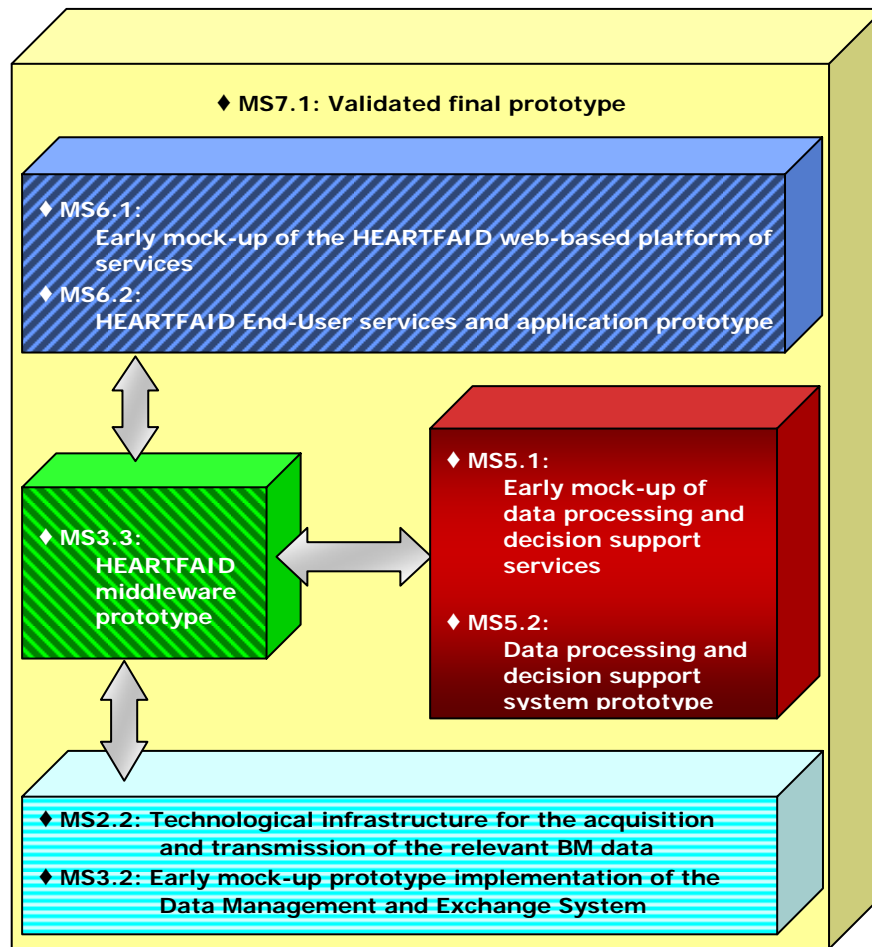 ♦ MS7.1: Validated final prototype
♦ MS6.1:
Early mock-up of the HEARTFAID web-based platform of
services
♦ MS6.2:
HEARTFAID End-User services and application prototype
♦ MS3.3:
HEARTFAID
middleware
prototype
♦ MS5.1:
Early mock-up of
data processing and
decision support
services
♦ MS5.2:
Data processing and
decision support
system prototype
♦ MS2.2: Technological infrastructure for the acquisition
and transmission of the relevant BM data
♦ MS3.2: Early mock-up prototype implementation of the
Data Management and Exchange System